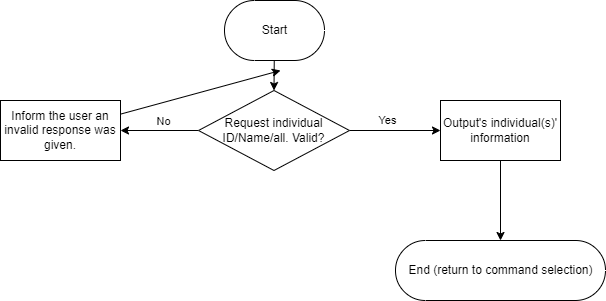 Start
Inform the user an
invalid response was
given.
No
Request individual
ID/Name/all. Valid?
Yes
Output's individual(s)'
information
End (return to command selection)